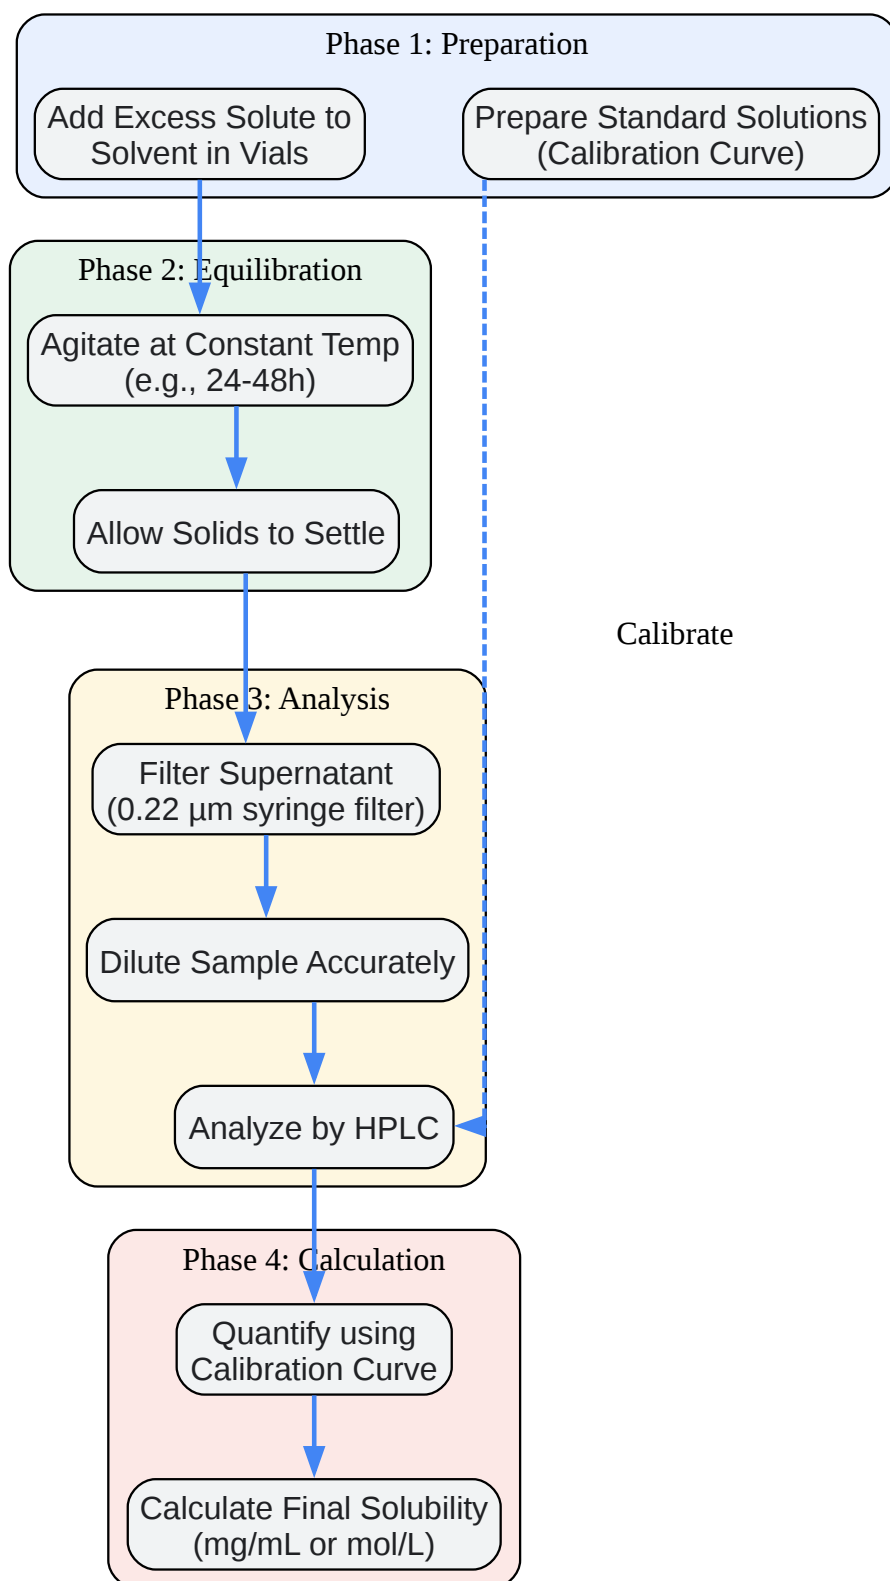 Phase 1: Preparation
Add Excess Solute to
Solvent in Vials
Prepare Standard Solutions
(Calibration Curve)
Phase 2: Equilibration
Agitate at Constant Temp
(e.g., 24-48h)
Allow Solids to Settle
Calibrate
Phase 3: Analysis
Filter Supernatant
(0.22 µm syringe filter)
Dilute Sample Accurately
Analyze by HPLC
Phase 4: Calculation
Quantify using
Calibration Curve
Calculate Final Solubility
(mg/mL or mol/L)